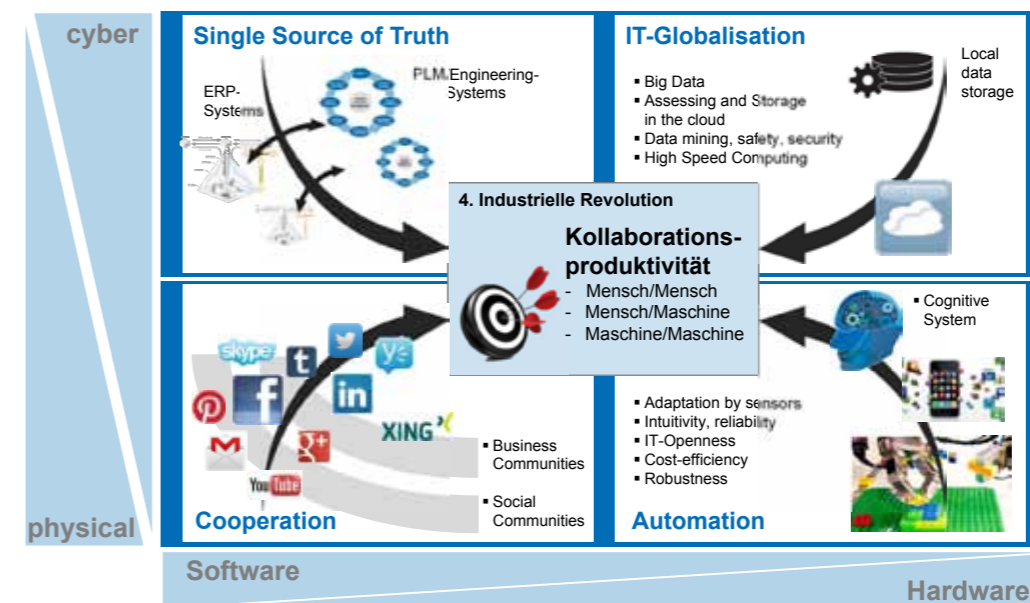 cyber
Single Source of Truth
ERP-
Systems
PLM/Engineering-
Systems
IT-Globalisation
▪ Big Data
▪ Assessing and Storage
in the cloud
▪ Data mining, safety, security
▪ High Speed Computing
Local
data
storage
4. Industrielle Revolution
Kollaborations-
produktivität
- Mensch/Mensch
- Mensch/Maschine
- Maschine/Maschine
skype
XING
YouTube
▪ Business
Communities
▪ Social
Communities
Cooperation
▪ Cognitive
System
▪ Adaptation by sensors
▪ Intuitivity, reliability
▪ IT-Openness
▪ Cost-efficiency
▪ Robustness
Automation
physical
Software
Hardware